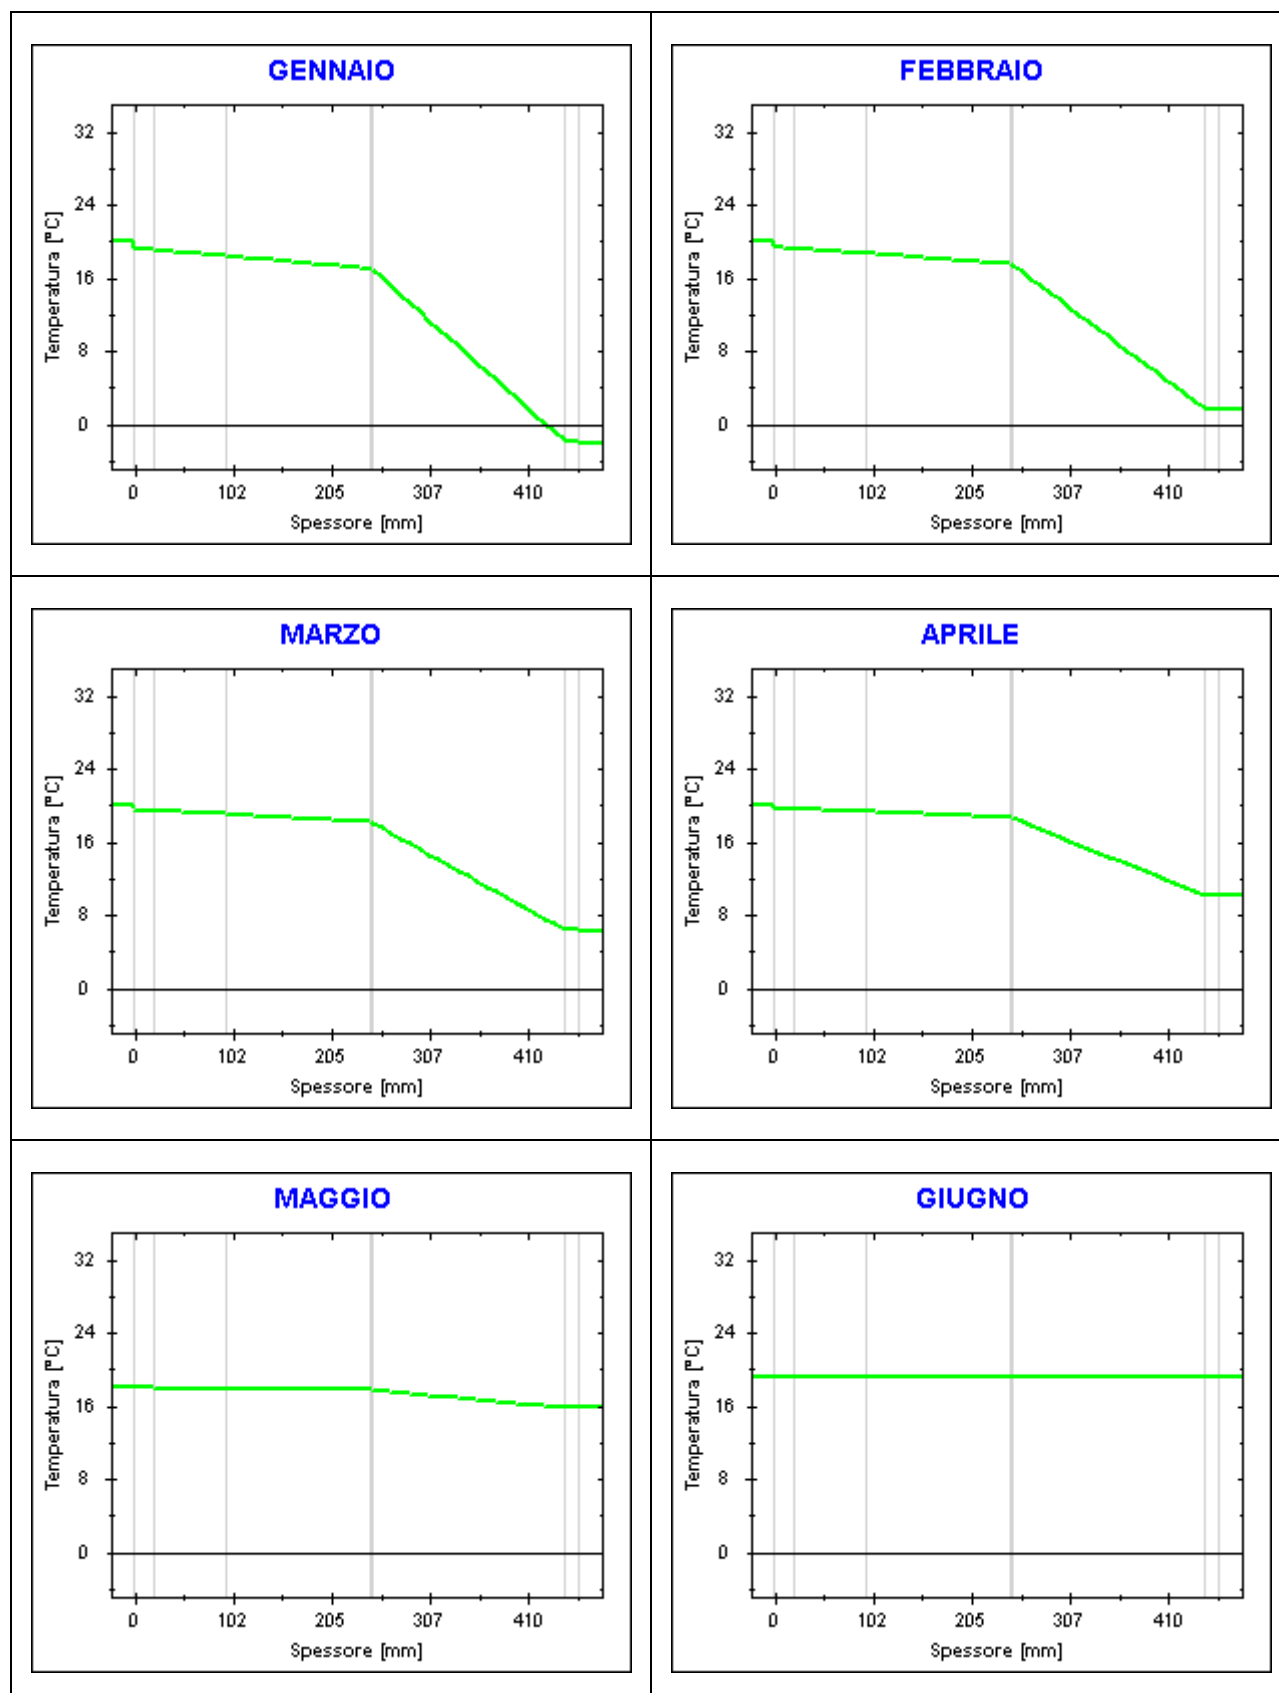 GENNAIO
Temperatura [°C]
32
24
16
8
0
0 102 205 307 410
Spessore [mm]
FEBBRAIO
Temperatura [°C]
32
24
16
8
0
0 102 205 307 410
Spessore [mm]
MARZO
Temperatura [°C]
32
24
16
8
0
0 102 205 307 410
Spessore [mm]
APRILE
Temperatura [°C]
32
24
16
8
0
0 102 205 307 410
Spessore [mm]
MAGGIO
Temperatura [°C]
32
24
16
8
0
0 102 205 307 410
Spessore [mm]
GIUGNO
Temperatura [°C]
32
24
16
8
0
0 102 205 307 410
Spessore [mm]